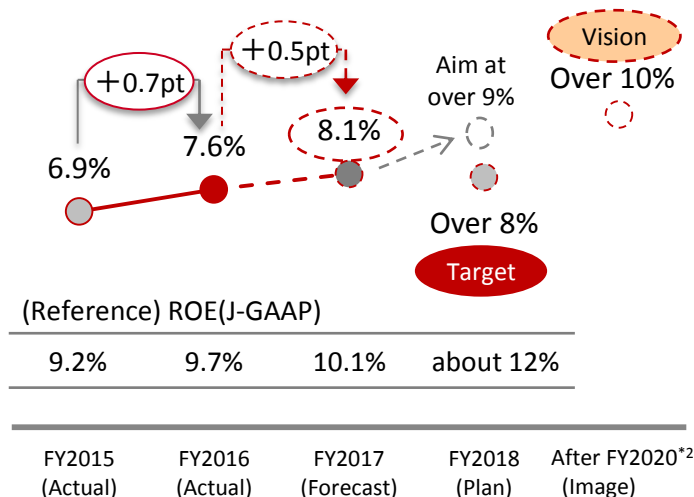 Vision
+0.5pt
Over 10%
+0.7pt
Aim at
over 9%
8.1%
7.6%
6.9%
Over 8%
Target
(Reference) ROE(J-GAAP)
9.2% 9.7% 10.1% about 12%
FY2015 FY2016 FY2017 FY2018 After FY2020*2
(Actual) (Actual) (Forecast) (Plan) (Image)